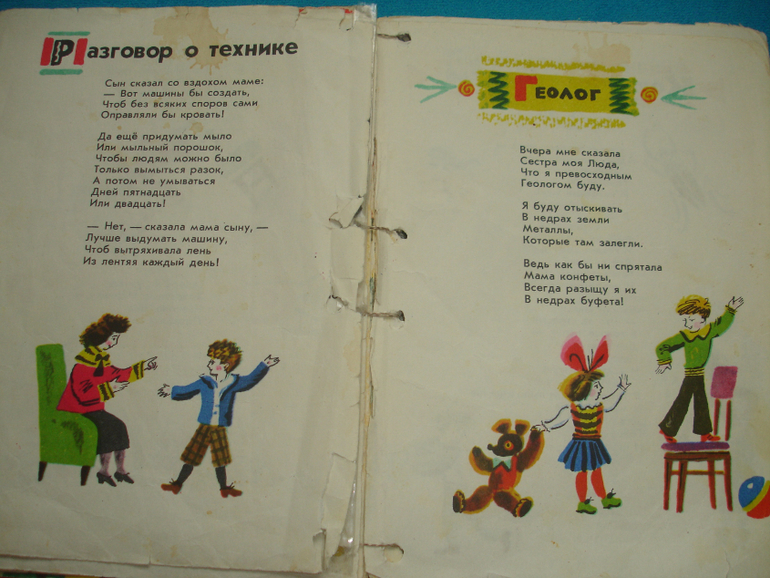 Разговор о технике
Сын сказал со вздохом маме:
— Вот машины бы создать,
Чтоб без всяких споров сами
Оправляли бы кровать!
Да ещё придумать мыло
Или мыльный порошок,
Чтобы людям можно было
Только вымыться разок,
А потом не умываться
Дней пятнадцать
Или двадцать!
— Нет, — сказала мама сыну, —
Лучше выдумать машину,
Чтоб вытряхивала лень
Из лентяя каждый день!
Геолог
Вчера мне сказала
Сестра моя Люда,
Что я превосходным
Геологом буду.
Я буду отыскивать
В недрах земли
Металлы,
Которые там залегли.
Ведь как бы ни спрятала
Мама конфеты,
Всегда разыщу я их
В недрах буфета!